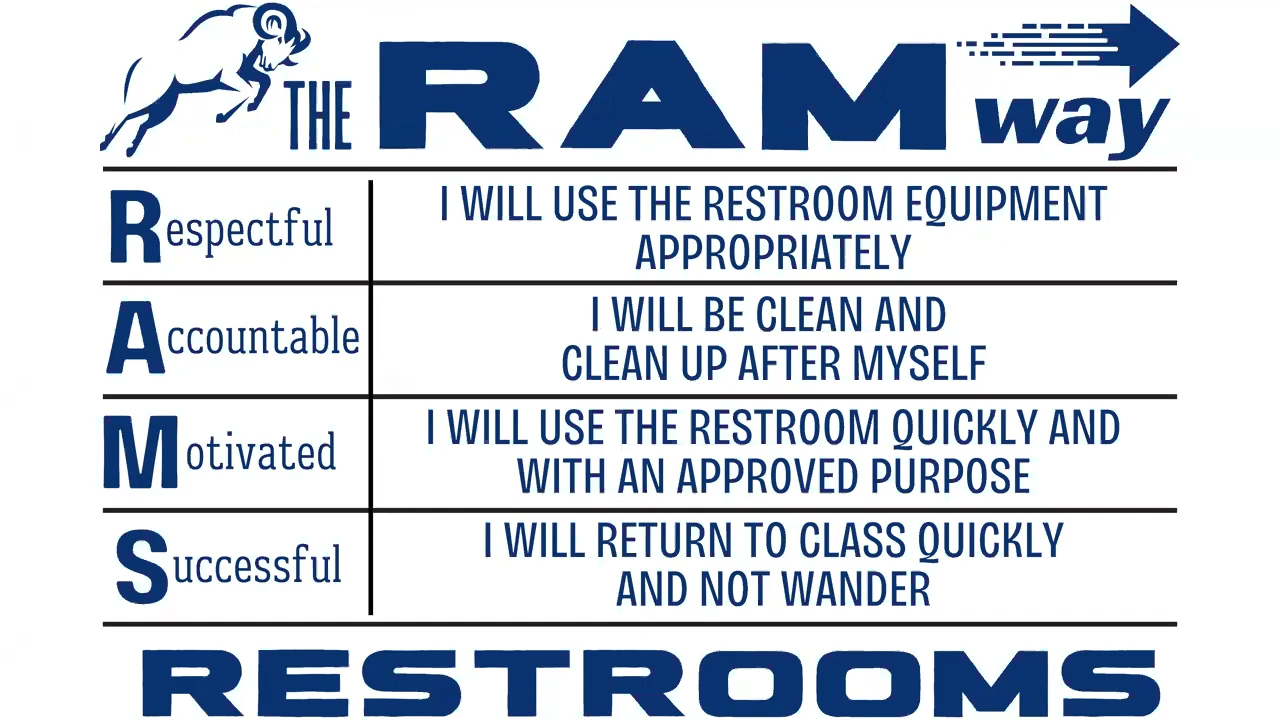 THE RAM way
Respectful
I WILL USE THE RESTROOM EQUIPMENT
APPROPRIATELY
Accountable
I WILL BE CLEAN AND
CLEAN UP AFTER MYSELF
Motivated
I WILL USE THE RESTROOM QUICKLY AND
WITH AN APPROVED PURPOSE
Successful
I WILL RETURN TO CLASS QUICKLY
AND NOT WANDER
RESTROOMS